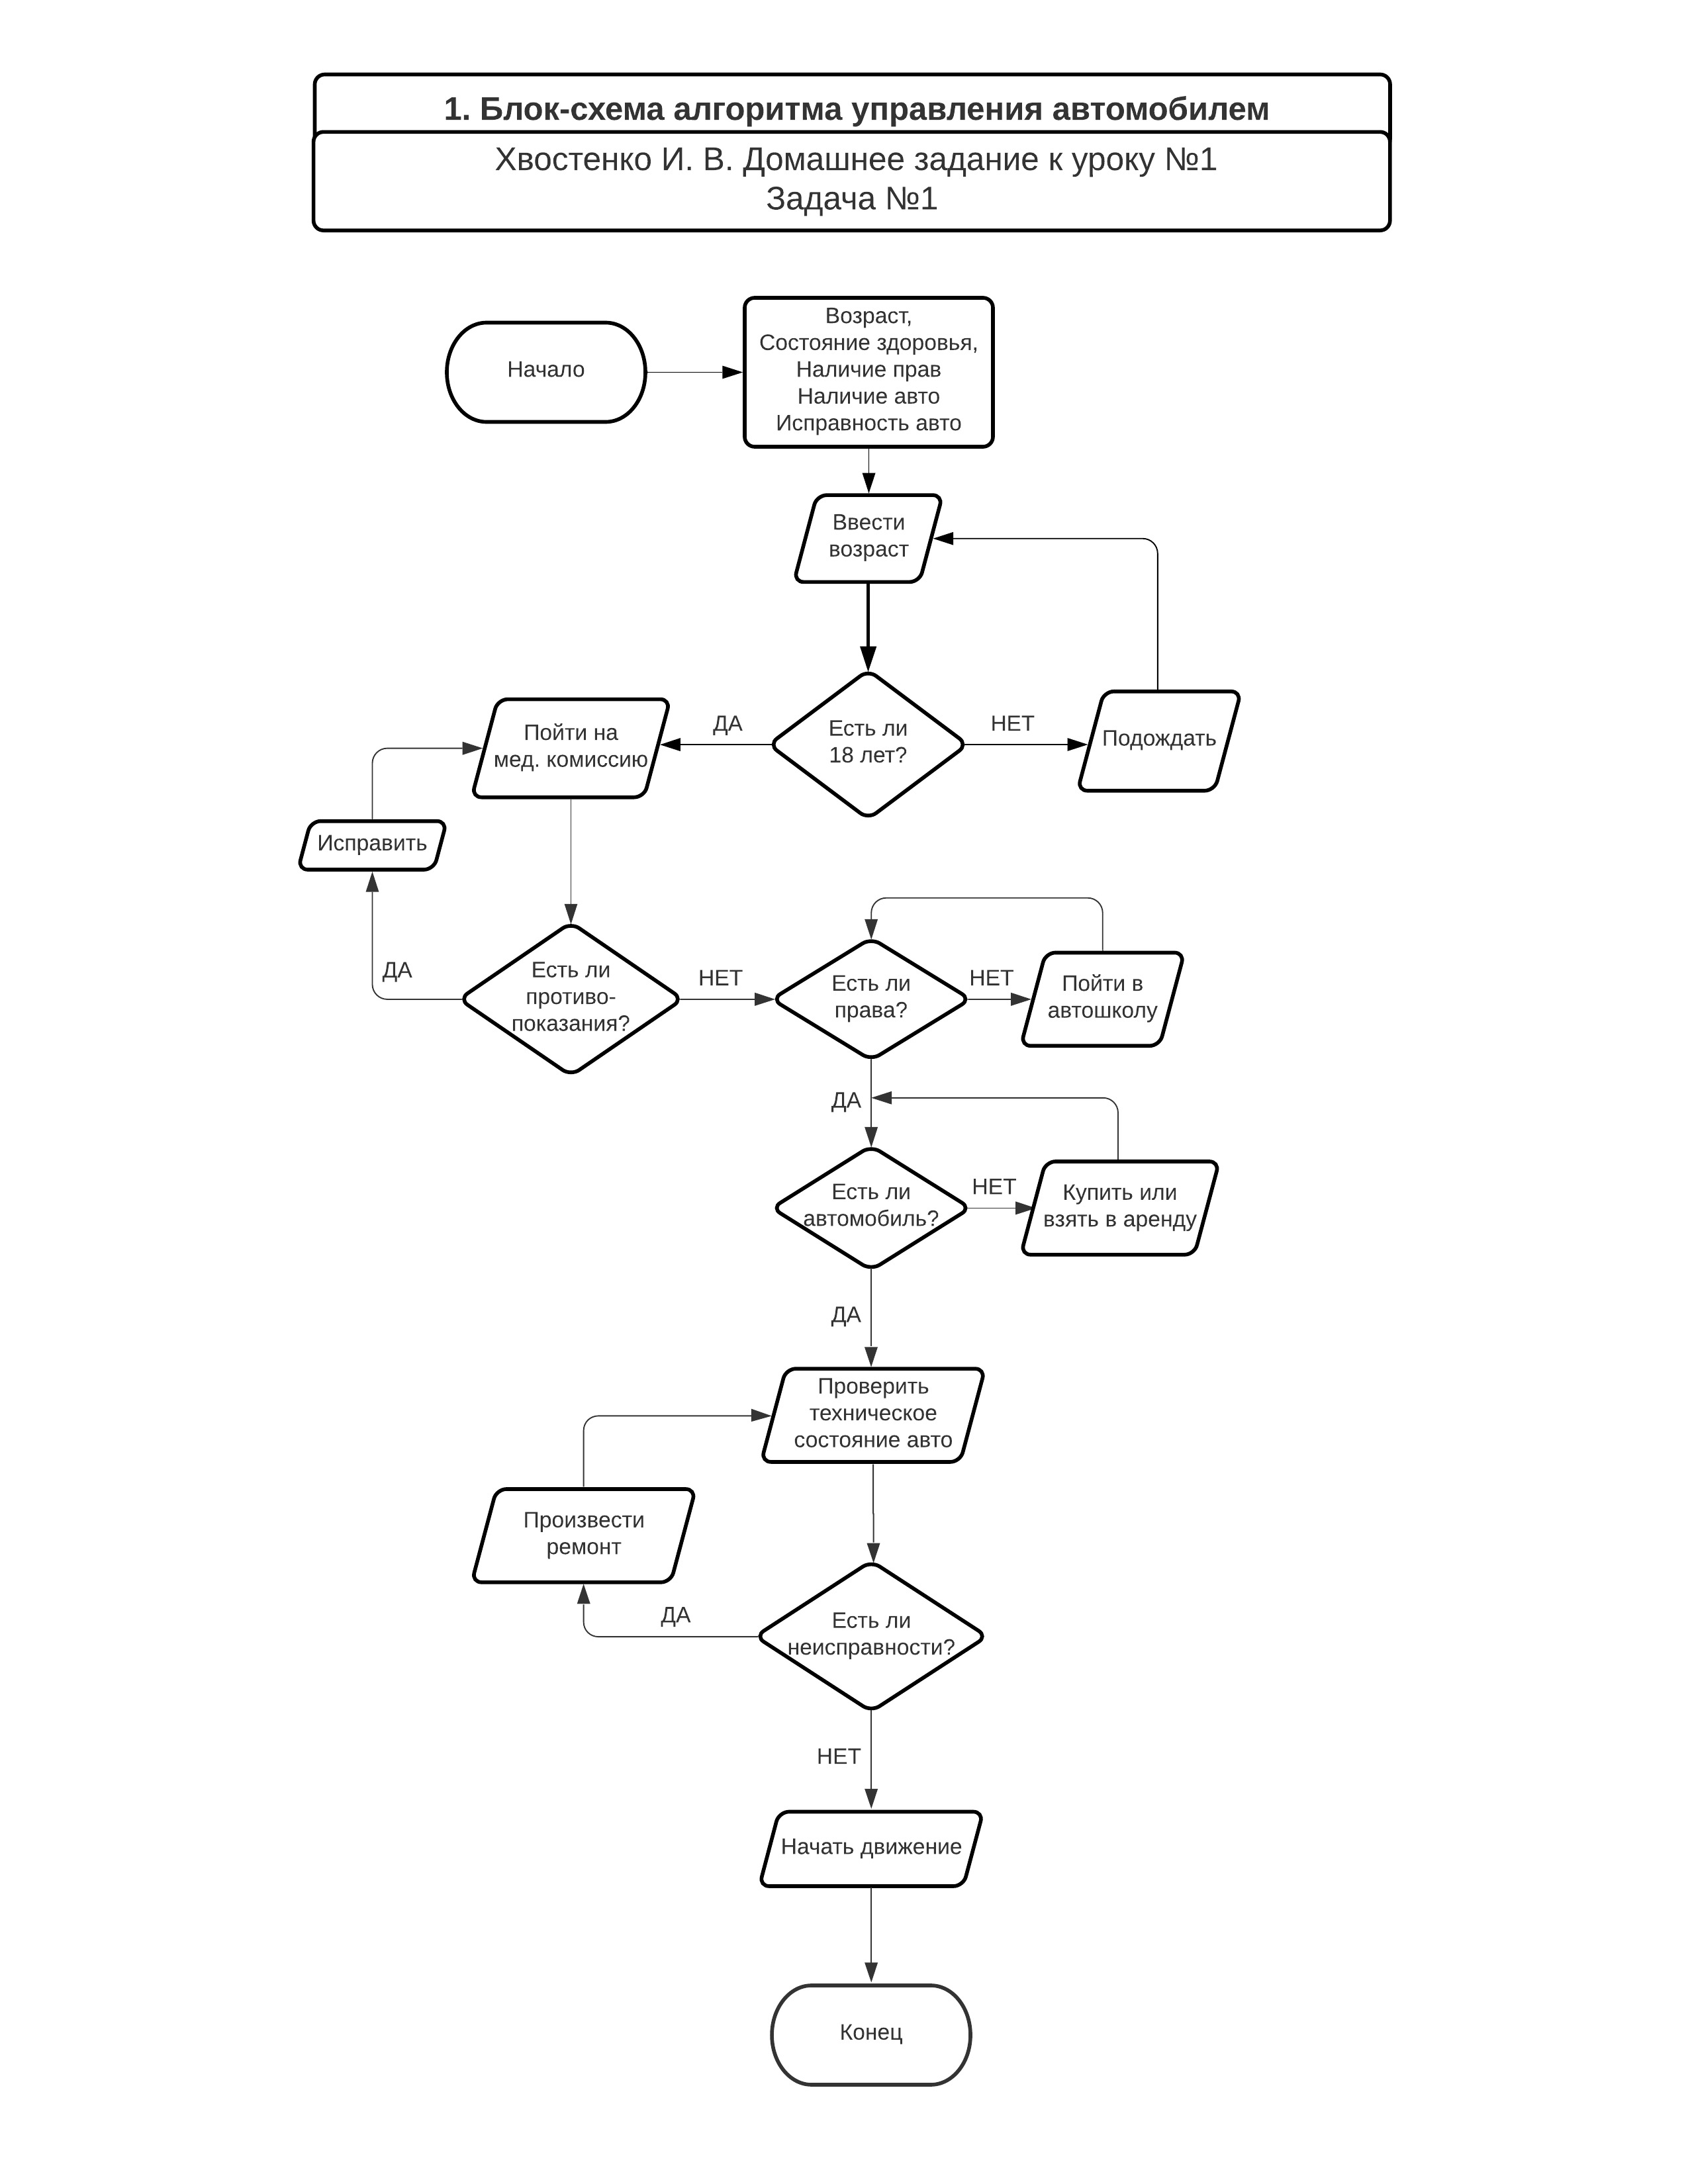 1. Блок-схема алгоритма управления автомобилем
Хвостенко И. В. Домашнее задание к уроку №1
Задача №1
Начало
Возраст,
Состояние здоровья,
Наличие прав
Наличие авто
Исправность авто
Ввести
возраст
Пойти на
мед. комиссию
ДА
Есть ли
18 лет?
НЕТ
Подождать
Исправить
ДА
Есть ли
противо-
показания?
НЕТ
Есть ли
права?
НЕТ
Пойти в
автошколу
ДА
Есть ли
автомобиль?
НЕТ
Купить или
взять в аренду
ДА
Проверить
техническое
состояние авто
Произвести
ремонт
ДА
Есть ли
неисправности?
НЕТ
Начать движение
Конец